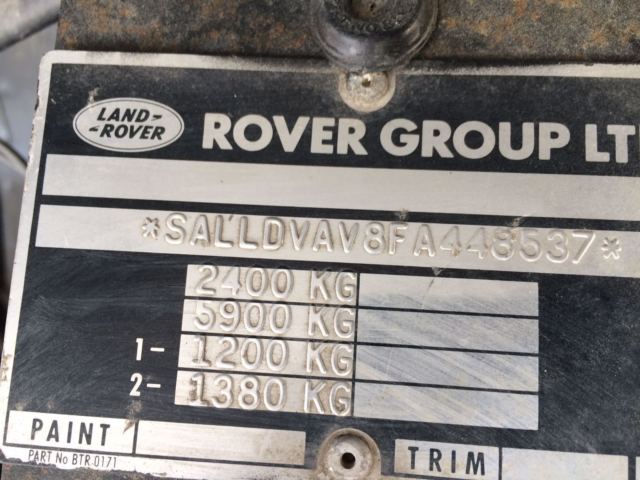 LAND-
-ROVER
ROVER GROUP LT
*SALLDVAV8FA448537*
2400 KG
5900 KG
1- 1200 KG
2- 1380 KG
PAINT
TRIM
PART No BTR 0171